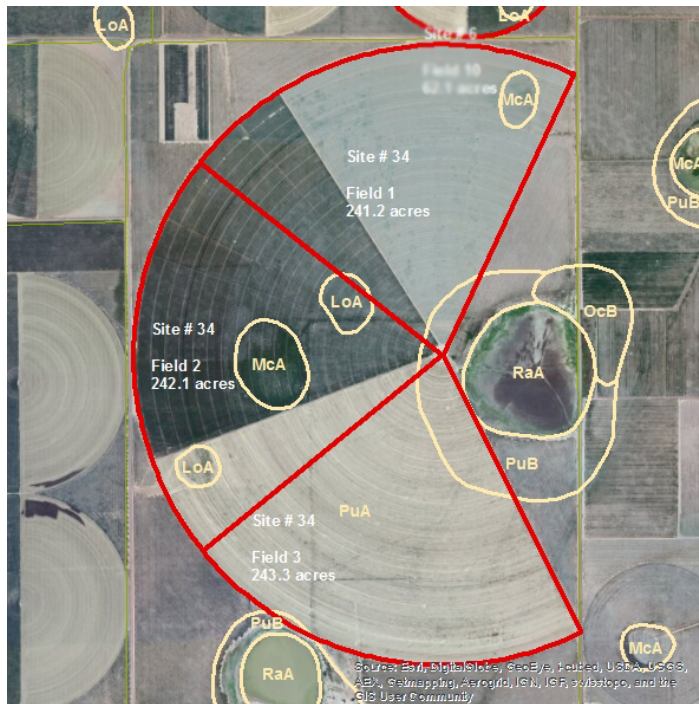 LoA
LoA
Site # 6
Field 10
62.1 acres
McA
Site # 34
Field 1
241.2 acres
McA
PuB
LoA
OcB
Site # 34
Field 2
242.1 acres
McA
RaA
LoA
PuB
PuA
Site # 34
Field 3
243.3 acres
PuB
McA
RaA
Source: Esri, DigitalGlobe, GeoEye, i-cubed, USDA, USGS,
AEX, Getmapping, Aerogrid, IGN, IGP, swisstopo, and the
GIS User Community